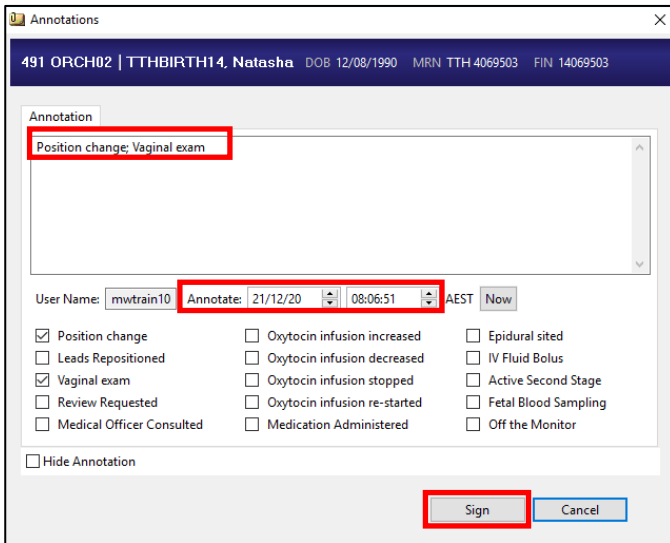 Annotations
491 ORCH02 | TTHBIRTH14, Natasha DOB 12/08/1990 MRN TTH 4069503 FIN 14069503
Annotation
Position change; Vaginal exam
User Name: mwtrain10 Annotate: 21/12/20 08:06:51 AEST Now
Position change Oxytocin infusion increased Epidural sited
Leads Repositioned Oxytocin infusion decreased IV Fluid Bolus
Vaginal exam Oxytocin infusion stopped Active Second Stage
Review Requested Oxytocin infusion re-started Fetal Blood Sampling
Medical Officer Consulted Medication Administered Off the Monitor
Hide Annotation
Sign Cancel